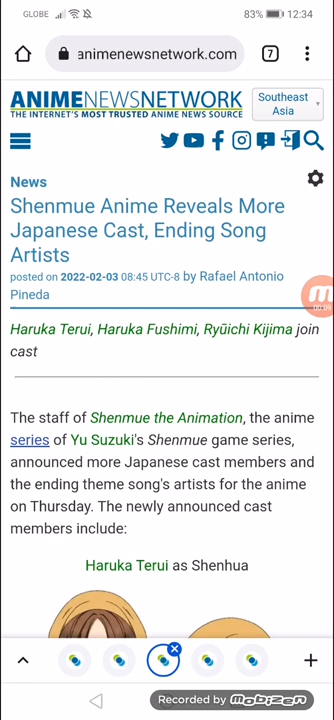 GLOBE 83% 12:34
animenewsnetwork.com 7
ANIMENEWSNETWORK
THE INTERNET'S MOST TRUSTED ANIME NEWS SOURCE
Southeast
Asia
News
Shenmue Anime Reveals More
Japanese Cast, Ending Song
Artists
posted on 2022-02-03 08:45 UTC-8 by Rafael Antonio
Pineda
Haruka Terui, Haruka Fushimi, Ryūichi Kijima join
cast
The staff of Shenmue the Animation, the anime
series of Yu Suzuki's Shenmue game series,
announced more Japanese cast members and
the ending theme song's artists for the anime
on Thursday. The newly announced cast
members include:
Haruka Terui as Shenhua
Recorded by mobizen